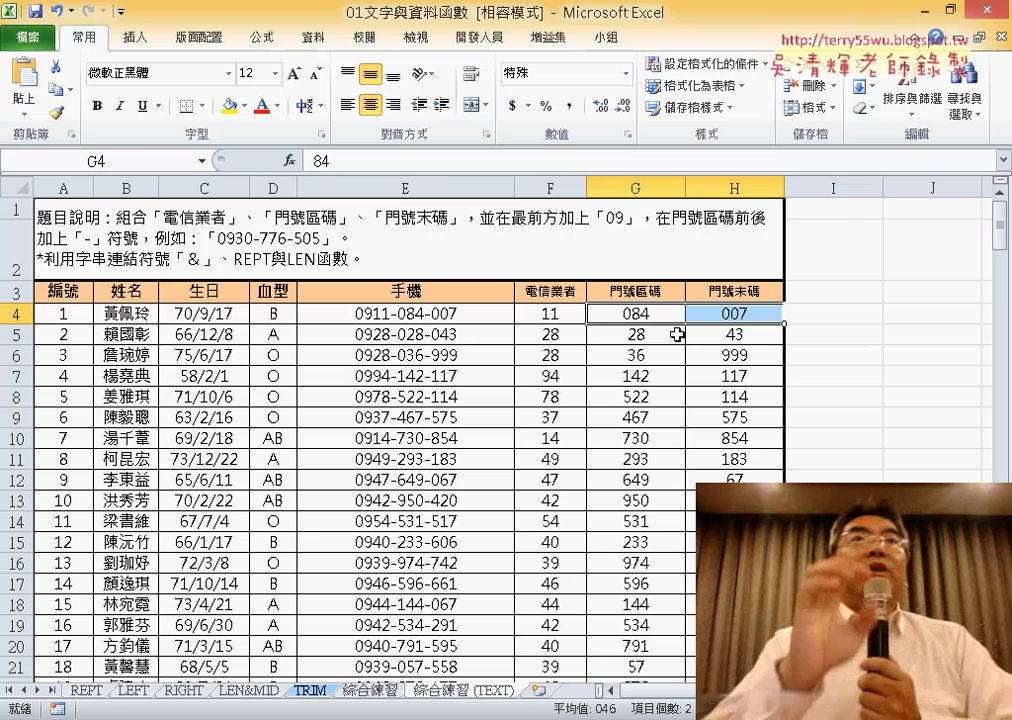 01文字與資料函數 [相容模式] - Microsoft Excel
檔案 常用 插入 版面配置 公式 資料 校閱 檢視 開發人員 增益集 小組
http://terry55wu.blogspot.tw
吳清輝老師錄製
貼上 微軟正黑體 12 特殊 設定格式化的條件 格式化為表格 儲存格樣式 刪除 格式 排序與篩選 尋找與選取
剪貼簿 字型 對齊方式 數值 樣式 儲存格 編輯
G4 fx 84
A B C D E F G H I J
1 題目說明：組合「電信業者」、「門號區碼」、「門號末碼」，並在最前方加上「09」，在門號區碼前後
加上「-」符號，例如：「0930-776-505」。
2 *利用字串連結符號「&」、REPT與LEN函數。
3 編號 姓名 生日 血型 手機 電信業者 門號區碼 門號末碼
4 1 黃佩玲 70/9/17 B 0911-084-007 11 084 007
5 2 賴國彰 66/12/8 A 0928-028-043 28 28 43
6 3 詹琬婷 75/6/17 O 0928-036-999 28 36 999
7 4 楊堯典 58/2/1 O 0994-142-117 94 142 117
8 5 姜雅琪 71/10/6 O 0978-522-114 78 522 114
9 6 陳毅聰 63/2/16 O 0937-467-575 37 467 575
10 7 湯千葦 69/2/18 AB 0914-730-854 14 730 854
11 8 柯昆宏 73/12/22 A 0949-293-183 49 293 183
12 9 李東益 65/6/11 AB 0947-649-067 47 649 67
13 10 洪秀芳 70/2/22 AB 0942-950-420 42 950
14 11 梁書維 67/7/4 O 0954-531-517 54 531
15 12 陳沅竹 66/1/17 B 0940-233-606 40 233
16 13 劉珈妤 72/3/8 O 0939-974-742 39 974
17 14 顏逸琪 71/10/14 B 0946-596-661 46 596
18 15 林宛霓 73/4/21 A 0944-144-067 44 144
19 16 郭雅芬 69/6/30 A 0942-534-291 42 534
20 17 方鈞儀 71/3/15 AB 0940-791-595 40 791
21 18 黃馨慧 68/5/5 B 0939-057-558 39 57
REPT LEFT RIGHT LEN&MID TRIM 綜合練習 綜合練習 (TEXT)
就緒 平均值: 046 項目個數: 2